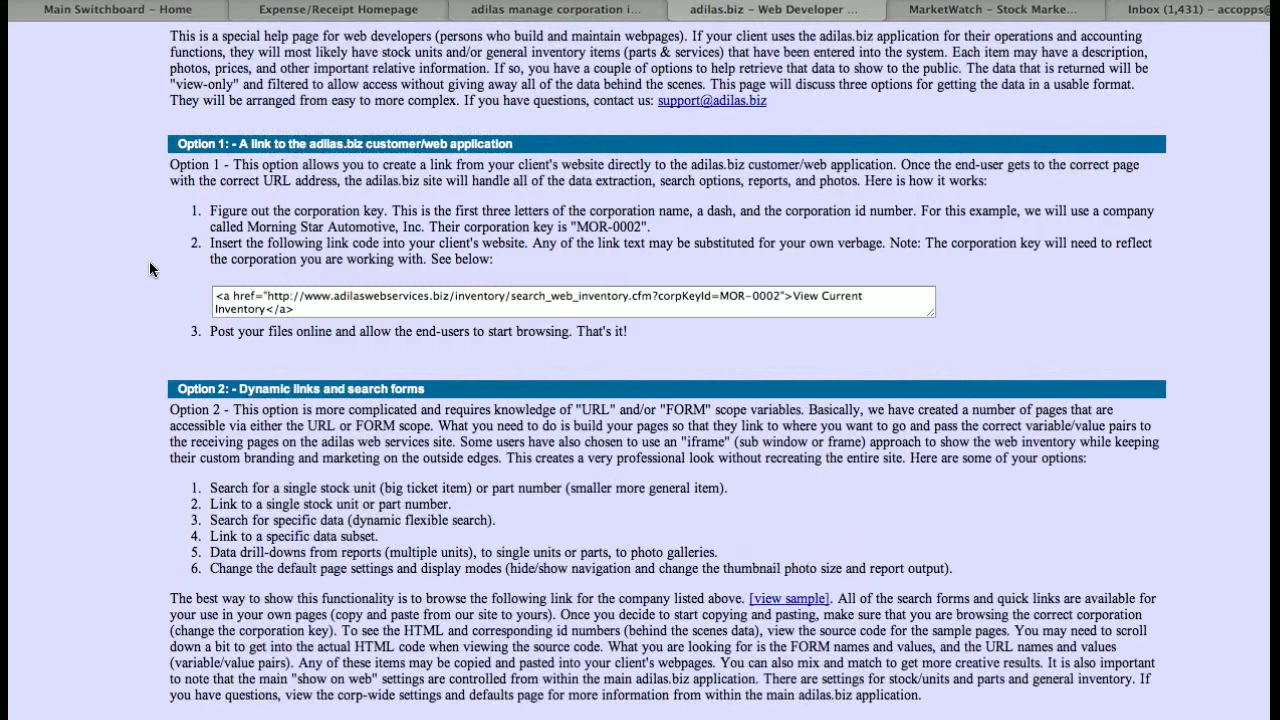 Main Switchboard – Home
Expense/Receipt Homepage
adilas manage corporation i...
adilas.biz – Web Developer ...
MarketWatch – Stock Marke...
Inbox (1,431) – accopps@
This is a special help page for web developers (persons who build and maintain webpages). If your client uses the adilas.biz application for their operations and accounting
functions, they will most likely have stock units and/or general inventory items (parts & services) that have been entered into the system. Each item may have a description,
photos, prices, and other important relative information. If so, you have a couple of options to help retrieve that data to show to the public. The data that is returned will be
"view-only" and filtered to allow access without giving away all of the data behind the scenes. This page will discuss three options for getting the data in a usable format.
They will be arranged from easy to more complex. If you have questions, contact us: support@adilas.biz
Option 1: - A link to the adilas.biz customer/web application
Option 1 - This option allows you to create a link from your client's website directly to the adilas.biz customer/web application. Once the end-user gets to the correct page
with the correct URL address, the adilas.biz site will handle all of the data extraction, search options, reports, and photos. Here is how it works:
1. Figure out the corporation key. This is the first three letters of the corporation name, a dash, and the corporation id number. For this example, we will use a company
called Morning Star Automotive, Inc. Their corporation key is "MOR-0002".
2. Insert the following link code into your client's website. Any of the link text may be substituted for your own verbage. Note: The corporation key will need to reflect
the corporation you are working with. See below:
<a href="http://www.adilaswebservices.biz/inventory/search_web_inventory.cfm?corpKeyId=MOR-0002">View Current
Inventory</a>
3. Post your files online and allow the end-users to start browsing. That's it!
Option 2: - Dynamic links and search forms
Option 2 - This option is more complicated and requires knowledge of "URL" and/or "FORM" scope variables. Basically, we have created a number of pages that are
accessible via either the URL or FORM scope. What you need to do is build your pages so that they link to where you want to go and pass the correct variable/value pairs to
the receiving pages on the adilas web services site. Some users have also chosen to use an "iframe" (sub window or frame) approach to show the web inventory while keeping
their custom branding and marketing on the outside edges. This creates a very professional look without recreating the entire site. Here are some of your options:
1. Search for a single stock unit (big ticket item) or part number (smaller more general item).
2. Link to a single stock unit or part number.
3. Search for specific data (dynamic flexible search).
4. Link to a specific data subset.
5. Data drill-downs from reports (multiple units), to single units or parts, to photo galleries.
6. Change the default page settings and display modes (hide/show navigation and change the thumbnail photo size and report output).
The best way to show this functionality is to browse the following link for the company listed above. [view sample]. All of the search forms and quick links are available for
your use in your own pages (copy and paste from our site to yours). Once you decide to start copying and pasting, make sure that you are browsing the correct corporation
(change the corporation key). To see the HTML and corresponding id numbers (behind the scenes data), view the source code for the sample pages. You may need to scroll
down a bit to get into the actual HTML code when viewing the source code. What you are looking for is the FORM names and values, and the URL names and values
(variable/value pairs). Any of these items may be copied and pasted into your client's webpages. You can also mix and match to get more creative results. It is also important
to note that the main "show on web" settings are controlled from within the main adilas.biz application. There are settings for stock/units and parts and general inventory. If
you have questions, view the corp-wide settings and defaults page for more information from within the main adilas.biz application.